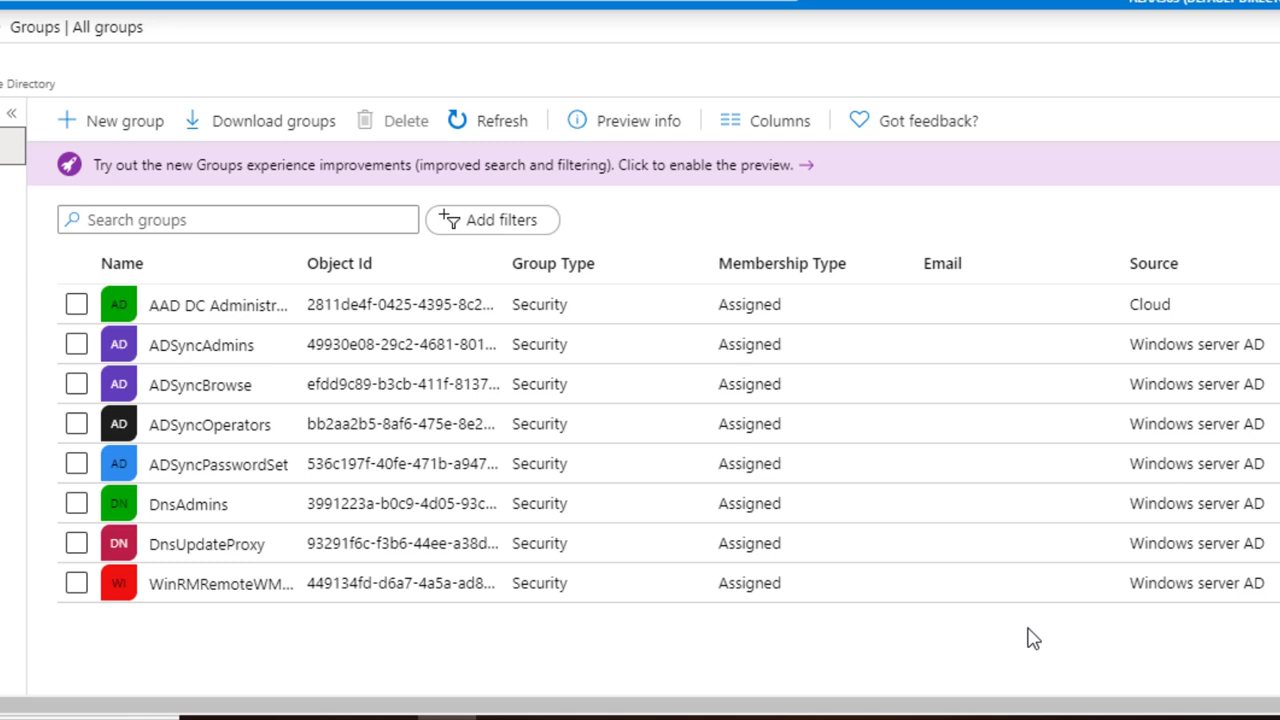 Groups | All groups
e Directory
«
New group Download groups Delete Refresh Preview info Columns Got feedback?
Try out the new Groups experience improvements (improved search and filtering). Click to enable the preview. →
Search groups Add filters
Name Object Id Group Type Membership Type Email Source
AD AAD DC Administr... 2811de4f-0425-4395-8c2... Security Assigned Cloud
AD ADSyncAdmins 49930e08-29c2-4681-801... Security Assigned Windows server AD
AD ADSyncBrowse efdd9c89-b3cb-411f-8137... Security Assigned Windows server AD
AD ADSyncOperators bb2aa2b5-8af6-475e-8e2... Security Assigned Windows server AD
AD ADSyncPasswordSet 536c197f-40fe-471b-a947... Security Assigned Windows server AD
DN DnsAdmins 3991223a-b0c9-4d05-93c... Security Assigned Windows server AD
DN DnsUpdateProxy 93291f6c-f3b6-44ee-a38d... Security Assigned Windows server AD
WI WinRMRemoteWM... 449134fd-d6a7-4a5a-ad8... Security Assigned Windows server AD